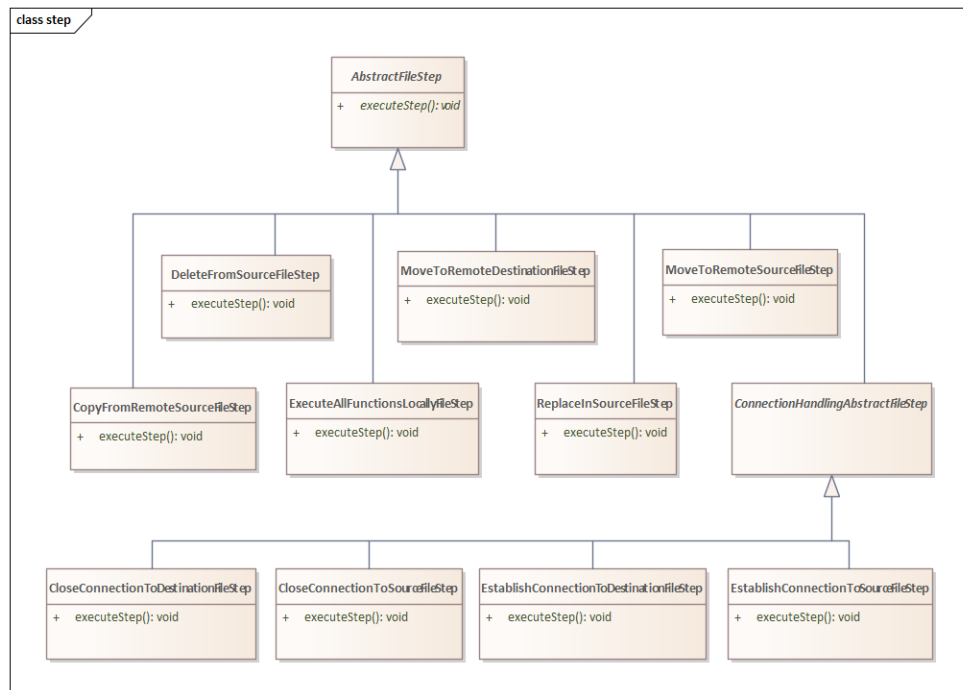 class step
AbstractFileStep
+ executeStep(): void
DeleteFromSourceFileStep
+ executeStep(): void
MoveToRemoteDestinationFileStep
+ executeStep(): void
MoveToRemoteSourceFileStep
+ executeStep(): void
CopyFromRemoteSourceFileStep
+ executeStep(): void
ExecuteAllFunctionsLocallyFileStep
+ executeStep(): void
ReplaceInSourceFileStep
+ executeStep(): void
ConnectionHandlingAbstractFileStep
CloseConnectionToDestinationFileStep
+ executeStep(): void
CloseConnectionToSourceFileStep
+ executeStep(): void
EstablishConnectionToDestinationFileStep
+ executeStep(): void
EstablishConnectionToSourceFileStep
+ executeStep(): void